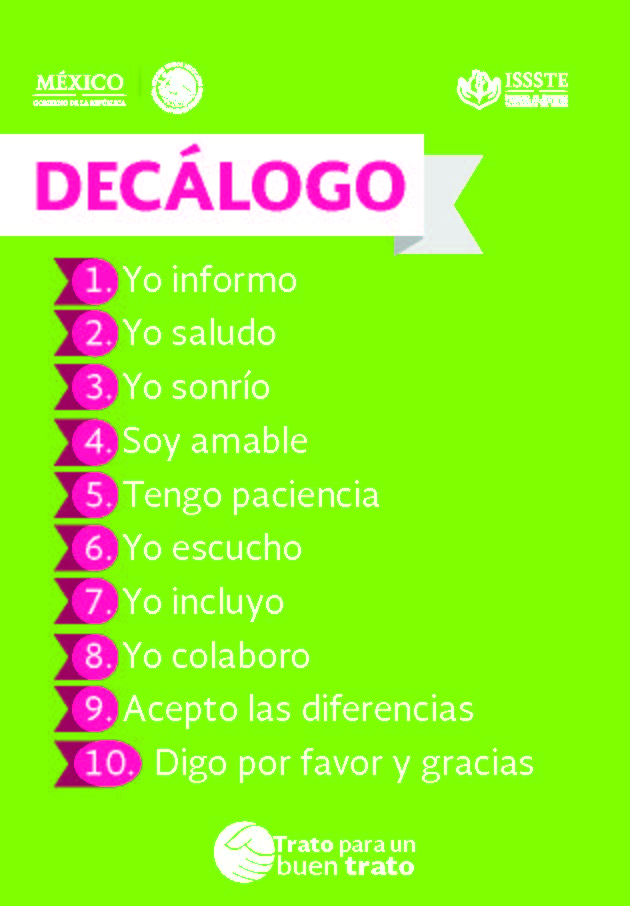 MÉXICO
GOBIERNO DE LA REPÚBLICA
ISSSTE
DECÁLOGO
1. Yo informo
2. Yo saludo
3. Yo sonrío
4. Soy amable
5. Tengo paciencia
6. Yo escucho
7. Yo incluyo
8. Yo colaboro
9. Acepto las diferencias
10. Digo por favor y gracias
Trato para un
buen trato